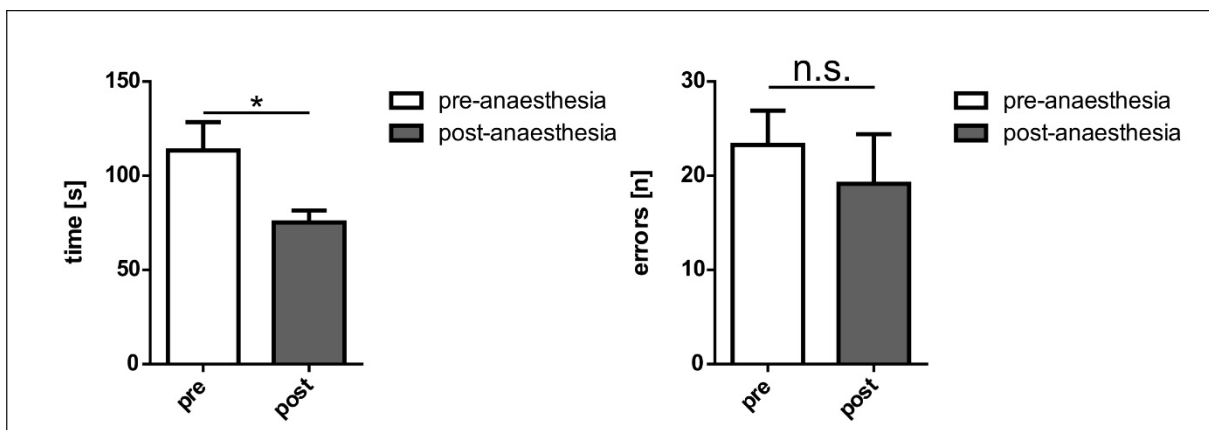 150
100
50
0
time [s]
*
pre
post
pre-anaesthesia
post-anaesthesia
30
20
10
0
errors [n]
n.s.
pre
post
pre-anaesthesia
post-anaesthesia